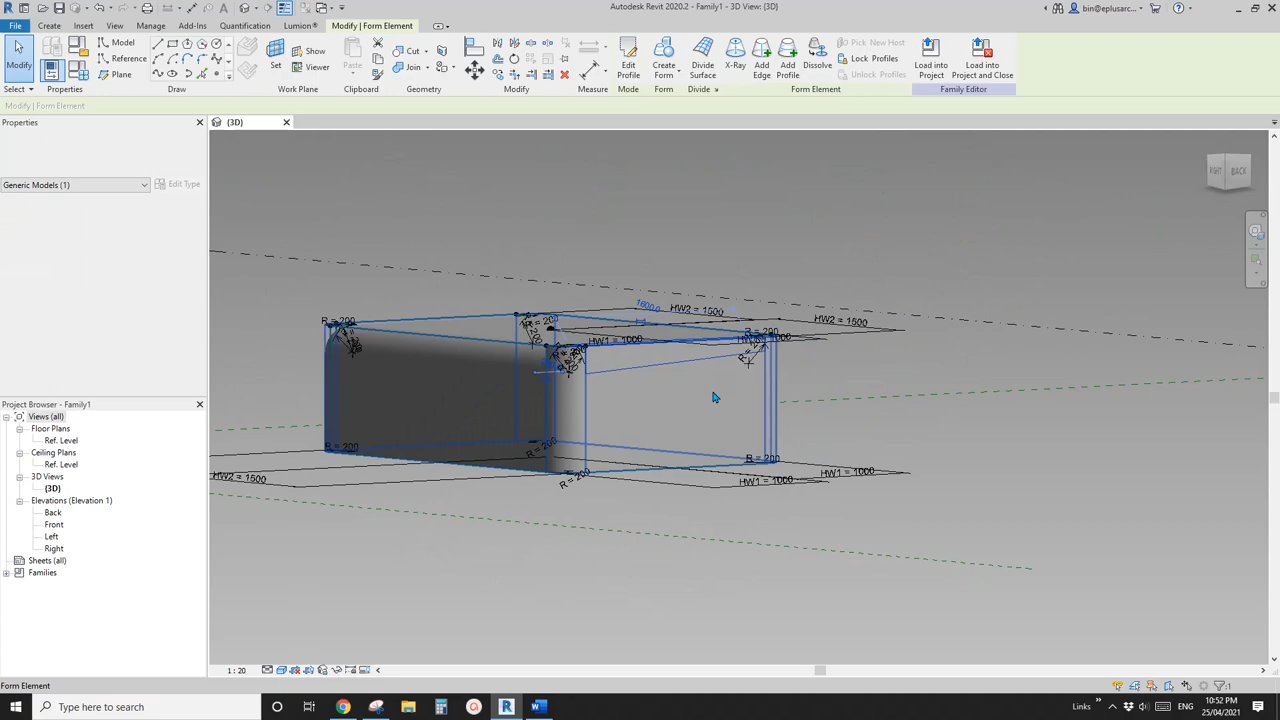 Autodesk Revit 2020.2 - Family1 - 3D View: {3D}
bin@eplusarc...
File
Create
Insert
View
Manage
Add-Ins
Quantification
Lumion®
Modify | Form Element
Modify
Select
Properties
Model
Reference
Plane
Draw
Set
Show
Viewer
Work Plane
Paste
Clipboard
Cut
Join
Geometry
Modify
Measure
Edit Profile
Mode
Create Form
Form
Divide Surface
Divide
X-Ray
Add Edge
Add Profile
Dissolve
Pick New Host
Lock Profiles
Unlock Profiles
Form Element
Load into Project
Load into Project and Close
Family Editor
Modify | Form Element
Properties
{3D}
Generic Models (1)
Edit Type
RIGHT
BACK
1600.0
HW2 = 1500
HW2 = 1500
R = 200
R = 200
R = 200
HW1 = 1000
R = 200
R = 200
R = 200
R = 200
HW1 = 1000
HW2 = 1500
HW1 = 1000
Project Browser - Family1
Views (all)
Floor Plans
Ref. Level
Ceiling Plans
Ref. Level
3D Views
{3D}
Elevations (Elevation 1)
Back
Front
Left
Right
Sheets (all)
Families
1 : 20
Form Element
:1
Type here to search
Links
ENG
10:52 PM
25/04/2021